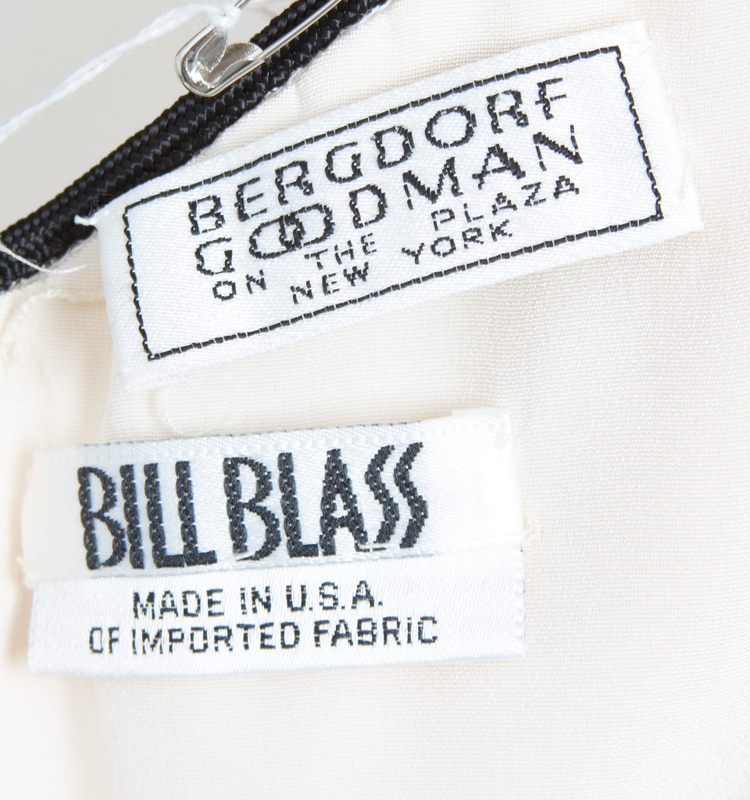 BERGDORF
GOODMAN
ON THE PLAZA
NEW YORK
BILL BLASS
MADE IN U.S.A.
OF IMPORTED FABRIC